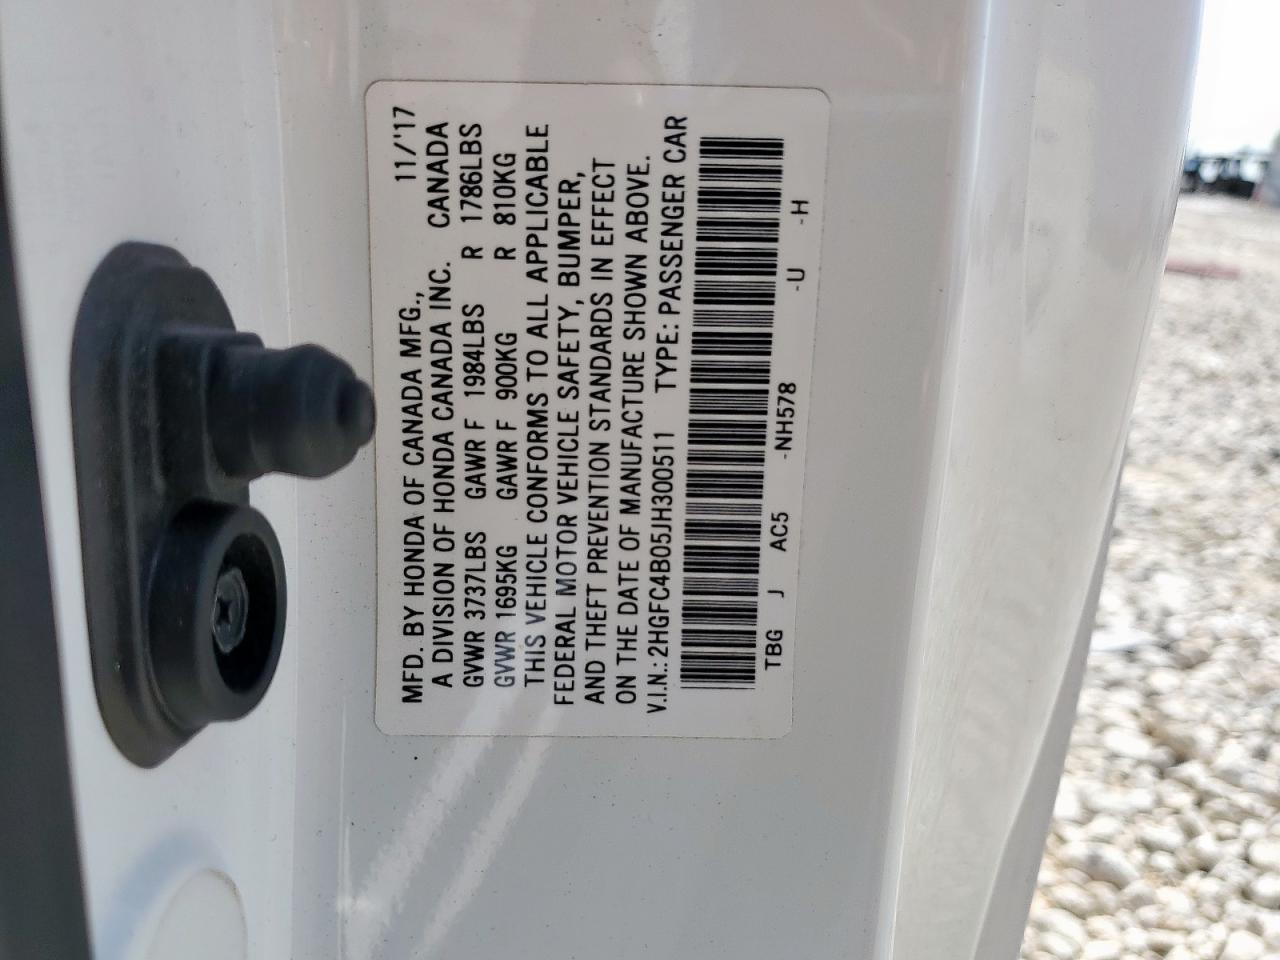 11/'17
MFD. BY HONDA OF CANADA MFG.,
A DIVISION OF HONDA CANADA INC. CANADA
GVWR 3737LBS GAWR F 1984LBS R 1786LBS
GVWR 1695KG GAWR F 900KG R 810KG
THIS VEHICLE CONFORMS TO ALL APPLICABLE
FEDERAL MOTOR VEHICLE SAFETY, BUMPER,
AND THEFT PREVENTION STANDARDS IN EFFECT
ON THE DATE OF MANUFACTURE SHOWN ABOVE.
V.I.N.: 2HGFC4B05JH300511 TYPE: PASSENGER CAR
TBG J AC5 -NH578 -U -H